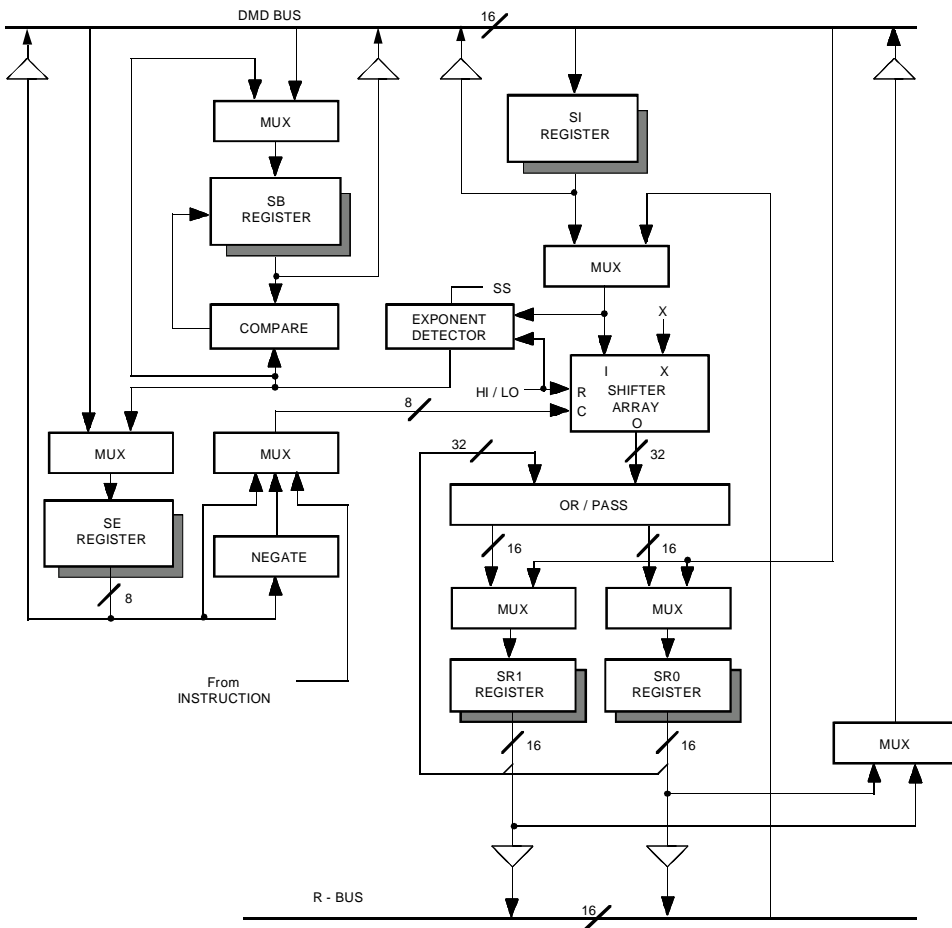 DMD BUS
16
MUX
SI
REGISTER
SB
REGISTER
MUX
SS
COMPARE
EXPONENT
DETECTOR
X
I X
HI / LO
R SHIFTER
ARRAY
C
O
8
MUX
MUX
32
32
OR / PASS
SE
REGISTER
NEGATE
16
16
8
MUX
MUX
From
INSTRUCTION
SR1
REGISTER
SR0
REGISTER
16
16
MUX
R - BUS
16